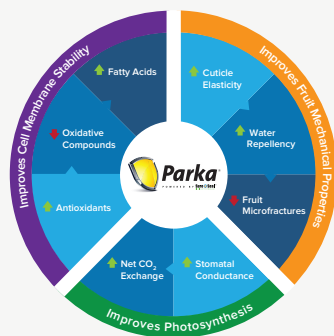 Improves Cell Membrane Stability
Fatty Acids
Oxidative
Compounds
Antioxidants
Improves Fruit Mechanical Properties
Cuticle
Elasticity
Water
Repellency
Fruit
Microfractures
Parka®
Net CO₂
Exchange
Stomatal
Conductance
Improves Photosynthesis